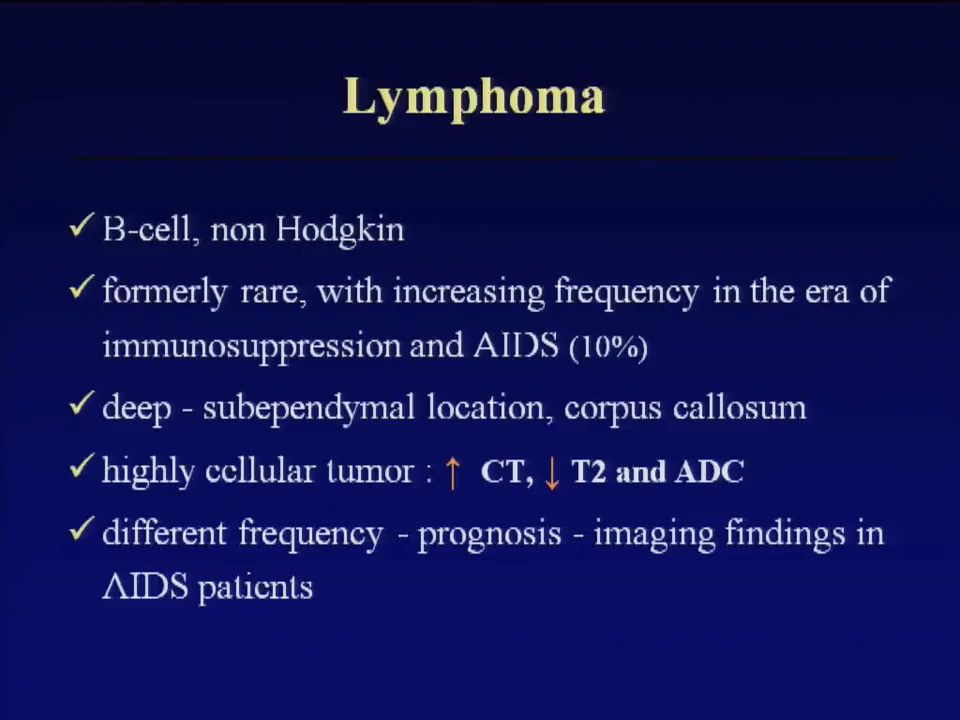 Lymphoma
✓ B-cell, non Hodgkin
✓ formerly rare, with increasing frequency in the era of
immunosuppression and AIDS (10%)
✓ deep - subependymal location, corpus callosum
✓ highly cellular tumor : ↑ CT, ↓ T2 and ADC
✓ different frequency - prognosis - imaging findings in
AIDS patients